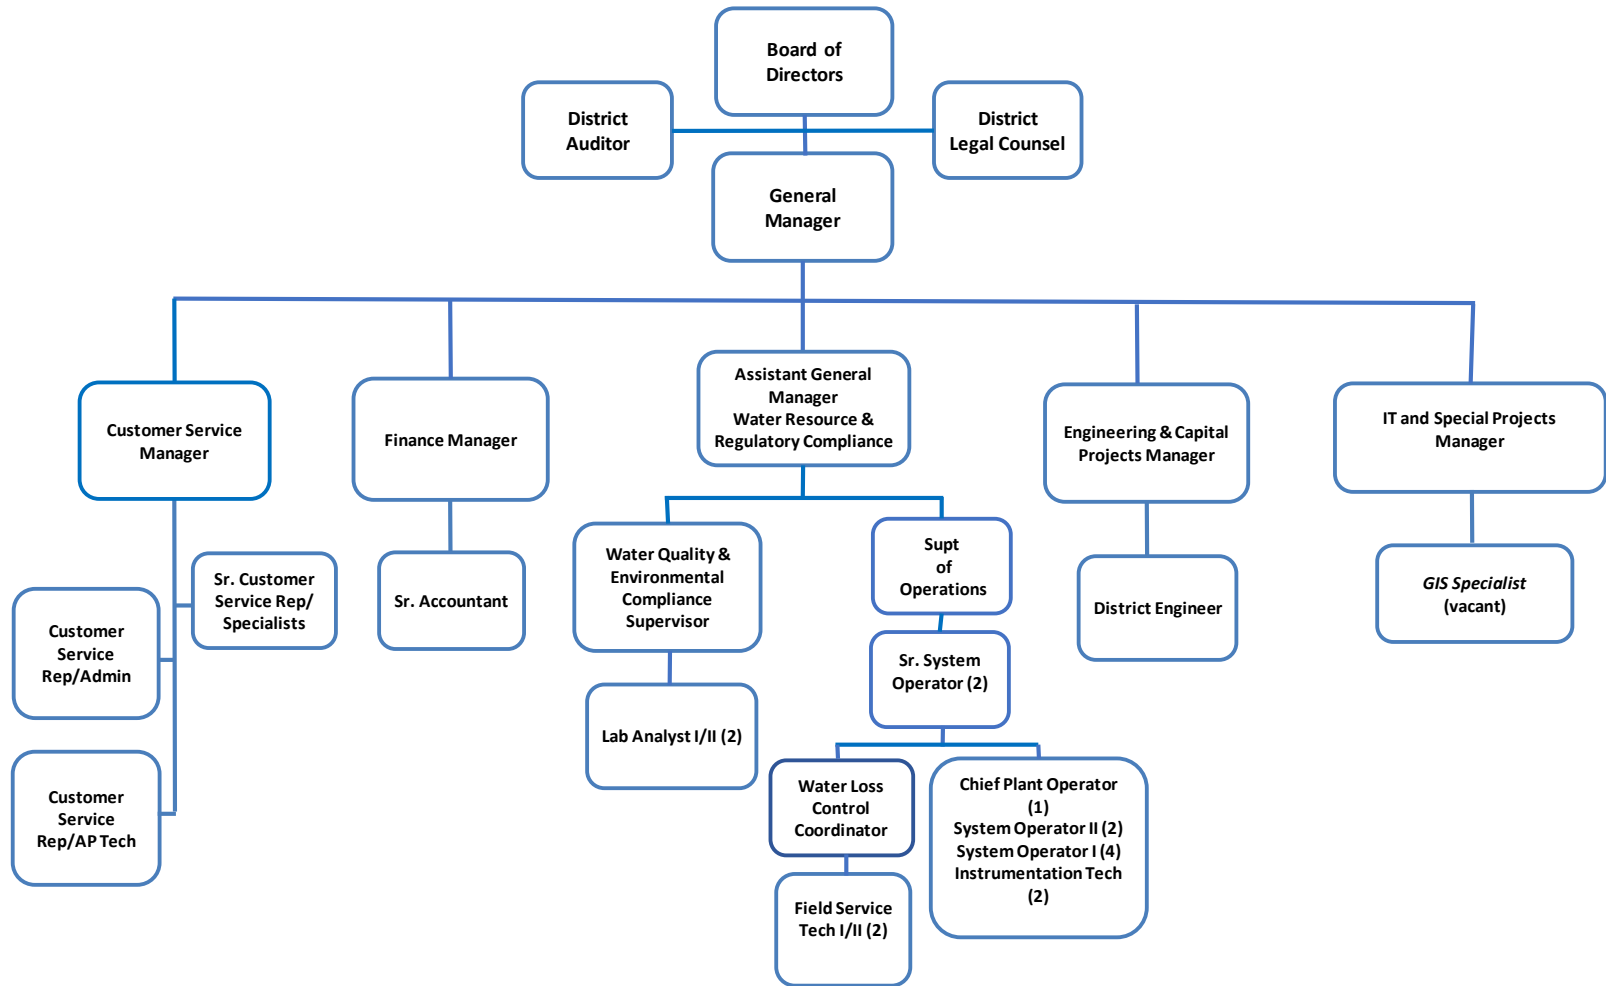 Board of
Directors
District
Auditor
District
Legal Counsel
General
Manager
Customer Service
Manager
Finance Manager
Assistant General
Manager
Water Resource &
Regulatory Compliance
Engineering & Capital
Projects Manager
IT and Special Projects
Manager
Customer
Service
Rep/Admin
Sr. Customer
Service Rep/
Specialists
Customer
Service
Rep/AP Tech
Sr. Accountant
Water Quality &
Environmental
Compliance
Supervisor
Lab Analyst I/II (2)
Supt
of
Operations
Sr. System
Operator (2)
Water Loss
Control
Coordinator
Field Service
Tech I/II (2)
Chief Plant Operator
(1)
System Operator II (2)
System Operator I (4)
Instrumentation Tech
(2)
District Engineer
GIS Specialist
(vacant)